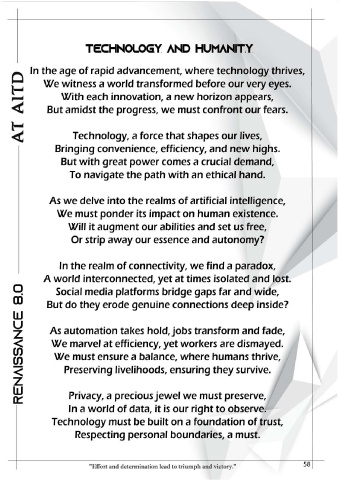 TECHNOLOGY AND HUMANITY
In the age of rapid advancement, where technology thrives,
We witness a world transformed before our very eyes.
With each innovation, a new horizon appears,
But amidst the progress, we must confront our fears.
Technology, a force that shapes our lives,
Bringing convenience, efficiency, and new highs.
But with great power comes a crucial demand,
To navigate the path with an ethical hand.
As we delve into the realms of artificial intelligence,
We must ponder its impact on human existence.
Will it augment our abilities and set us free,
Or strip away our essence and autonomy?
In the realm of connectivity, we find a paradox,
A world interconnected, yet at times isolated and lost.
Social media platforms bridge gaps far and wide,
But do they erode genuine connections deep inside?
As automation takes hold, jobs transform and fade,
We marvel at efficiency, yet workers are dismayed.
We must ensure a balance, where humans thrive,
Preserving livelihoods, ensuring they survive.
Privacy, a precious jewel we must preserve,
In a world of data, it is our right to observe.
Technology must be built on a foundation of trust,
Respecting personal boundaries, a must.
AT AITD
RENAISSANCE 8.0
"Effort and determination lead to triumph and victory."
58